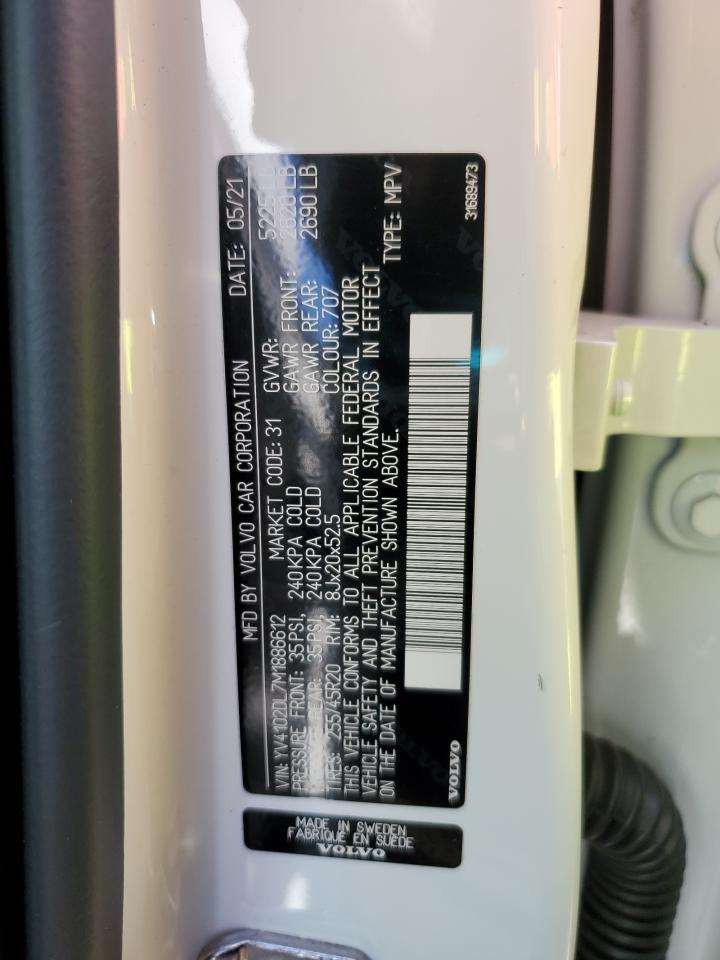 MFD BY VOLVO CAR CORPORATION DATE: 05/21
VIN: YV4102DL7M1886612 MARKET CODE: 31 GVWR: 5225 LB
PRESSURE FRONT: 35PSI, 240KPA COLD GAWR FRONT: 2620 LB
REAR: 35PSI, 240KPA COLD GAWR REAR: 2690 LB
TIRES: 255/45R20 RIM: 8Jx20x52.5 COLOUR: 707
THIS VEHICLE CONFORMS TO ALL APPLICABLE FEDERAL MOTOR
VEHICLE SAFETY AND THEFT PREVENTION STANDARDS IN EFFECT
ON THE DATE OF MANUFACTURE SHOWN ABOVE. TYPE: MPV
VOLVO
31689473
MADE IN SWEDEN
FABRIQUÉ EN SUÈDE
VOLVO